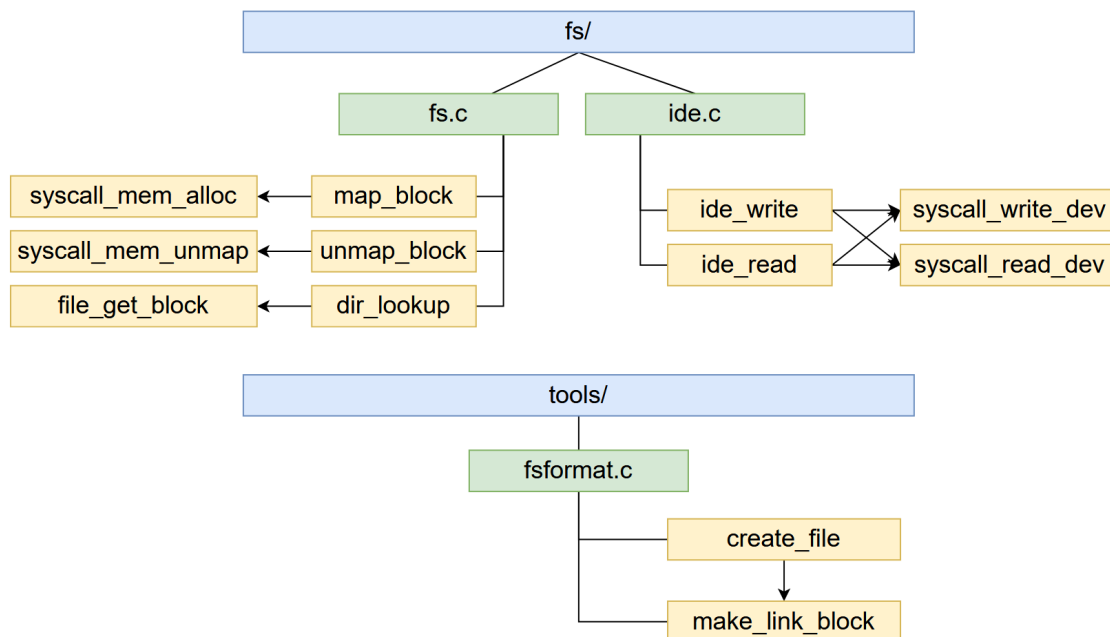 fs/
fs.c
ide.c
syscall_mem_alloc
map_block
ide_write
syscall_write_dev
syscall_mem_unmap
unmap_block
ide_read
syscall_read_dev
file_get_block
dir_lookup
tools/
fsformat.c
create_file
make_link_block